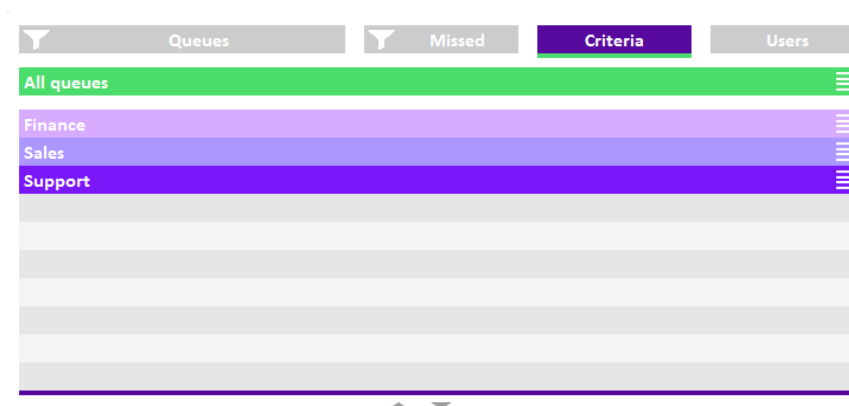 Queues Missed Criteria Users
All queues
Finance
Sales
Support